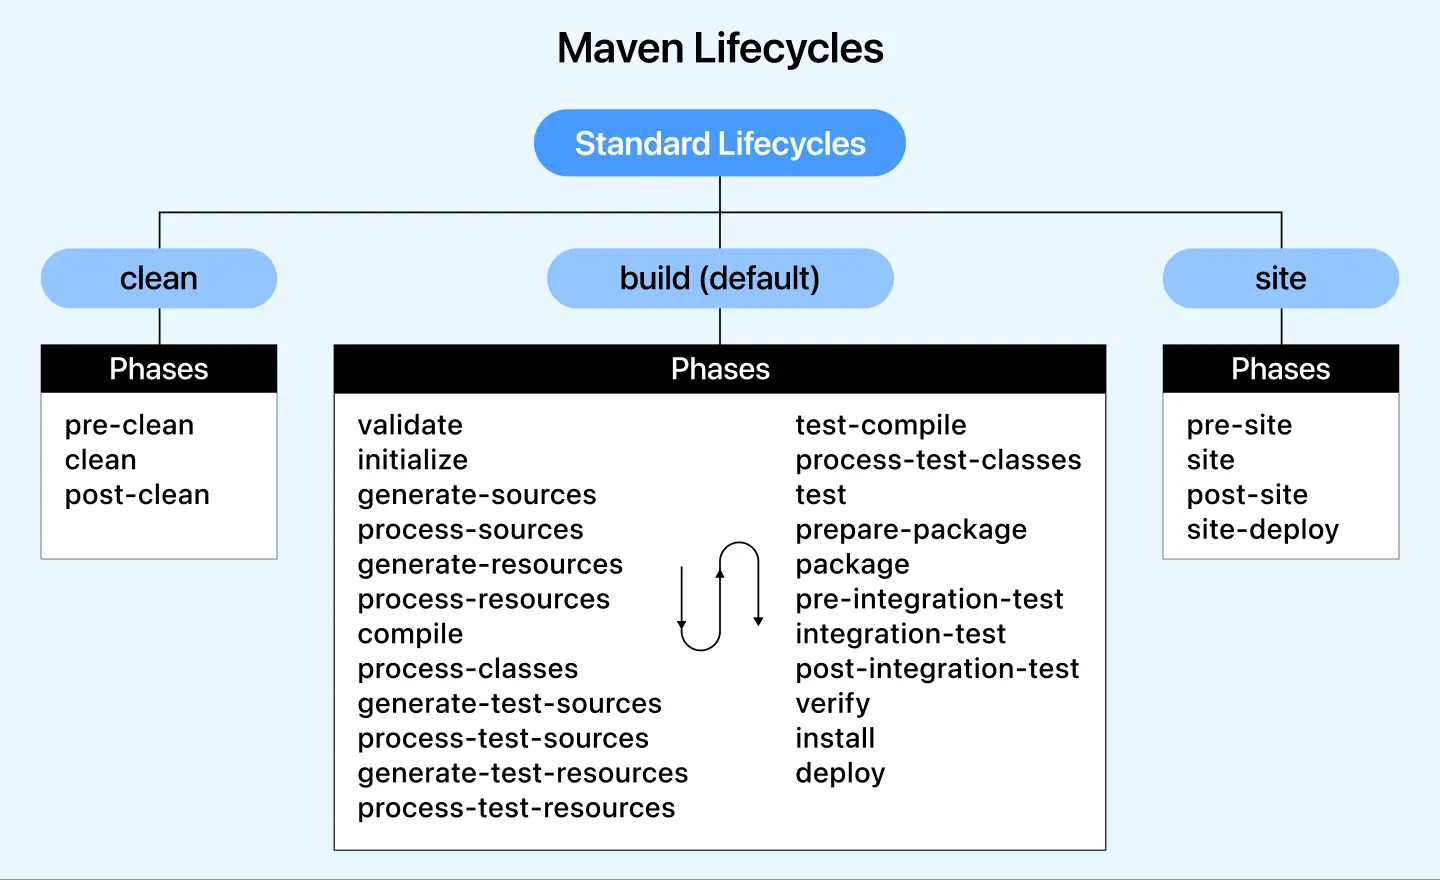 Maven Lifecycles
Standard Lifecycles
clean
build (default)
site
Phases
pre-clean
clean
post-clean
Phases
validate
initialize
generate-sources
process-sources
generate-resources
process-resources
compile
process-classes
generate-test-sources
process-test-sources
generate-test-resources
process-test-resources
test-compile
process-test-classes
test
prepare-package
package
pre-integration-test
integration-test
post-integration-test
verify
install
deploy
Phases
pre-site
site
post-site
site-deploy